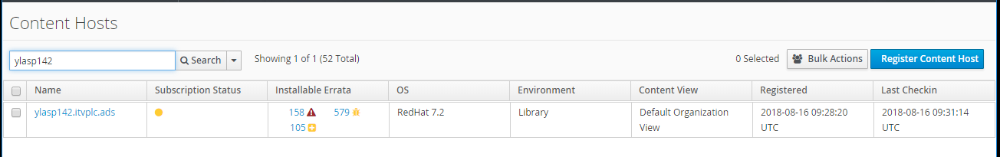 Content Hosts
ylasp142 Search Showing 1 of 1 (52 Total) 0 Selected Bulk Actions Register Content Host
Name Subscription Status Installable Errata OS Environment Content View Registered Last Checkin
ylasp142.itvplc.ads 158 579 RedHat 7.2 Library Default Organization 2018-08-16 09:28:20 2018-08-16 09:31:14
105 View UTC UTC